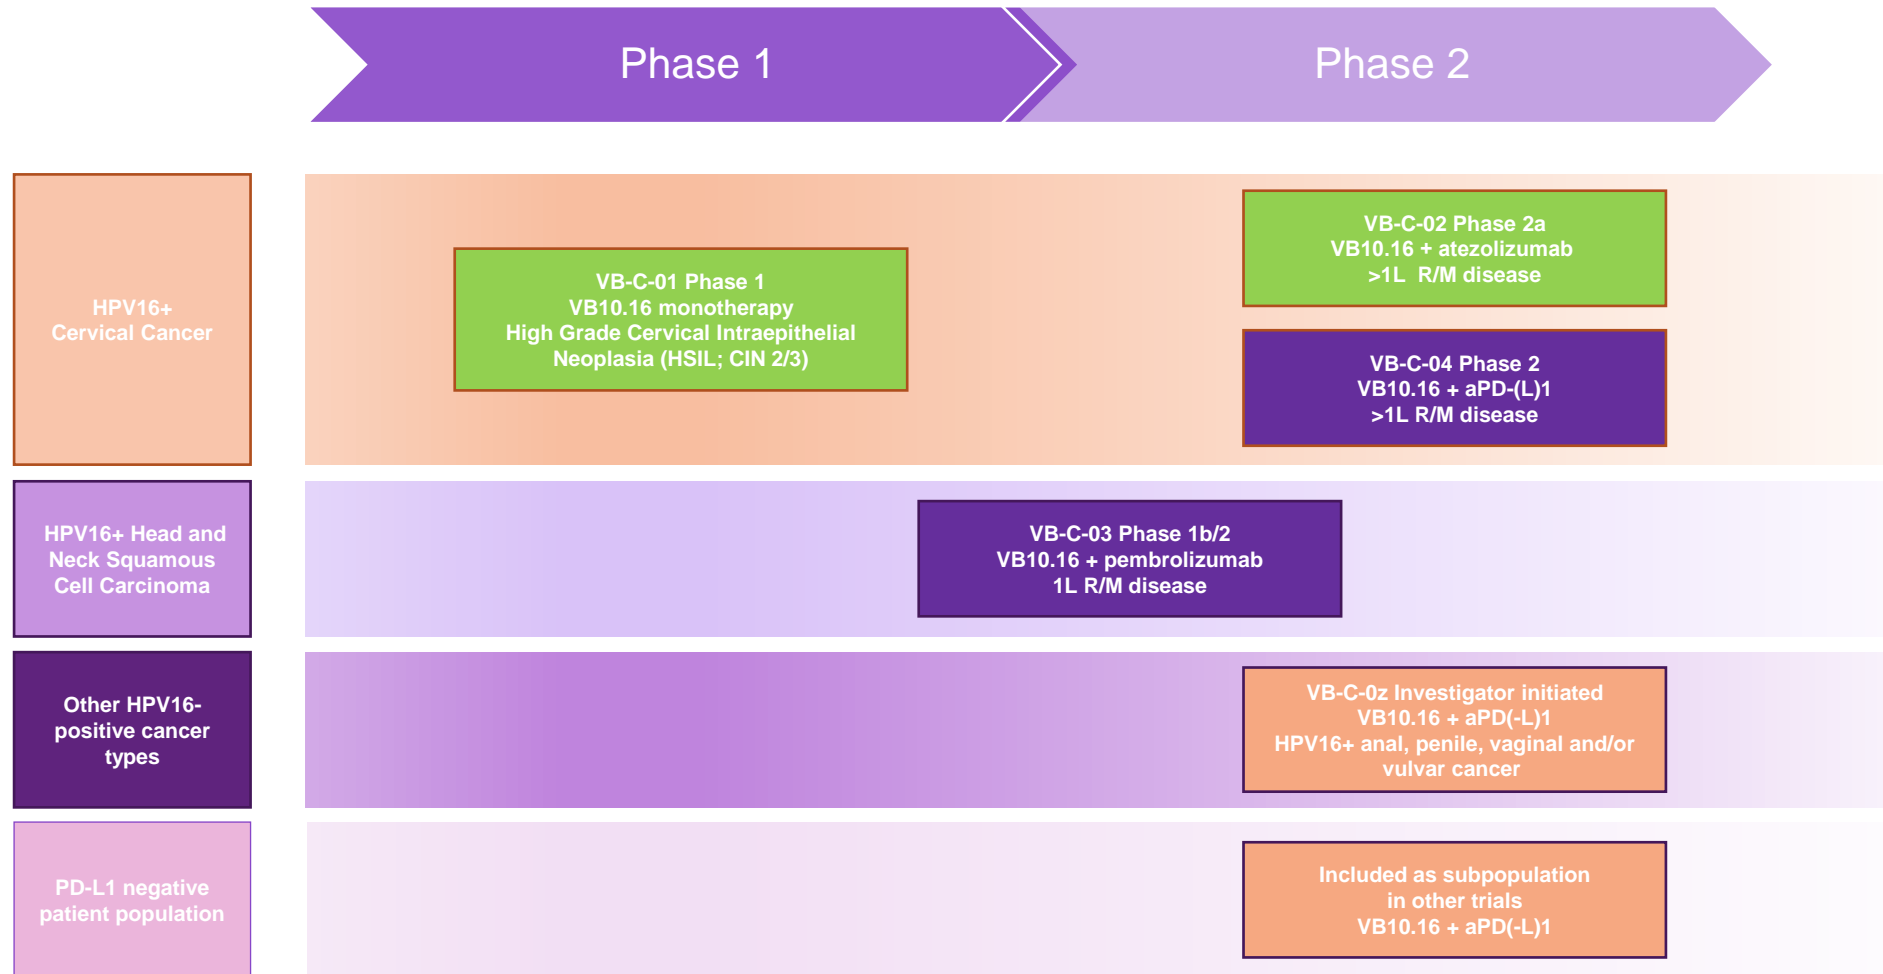 Phase 1
Phase 2
HPV16+
Cervical Cancer
VB-C-01 Phase 1
VB10.16 monotherapy
High Grade Cervical Intraepithelial
Neoplasia (HSIL; CIN 2/3)
VB-C-02 Phase 2a
VB10.16 + atezolizumab
>1L  R/M disease
VB-C-04 Phase 2
VB10.16 + aPD-(L)1
>1L R/M disease
HPV16+ Head and
Neck Squamous
Cell Carcinoma
VB-C-03 Phase 1b/2
VB10.16 + pembrolizumab
1L R/M disease
Other HPV16-
positive cancer
types
VB-C-0z Investigator initiated
VB10.16 + aPD(-L)1
HPV16+ anal, penile, vaginal and/or
vulvar cancer
PD-L1 negative
patient population
Included as subpopulation
in other trials
VB10.16 + aPD(-L)1